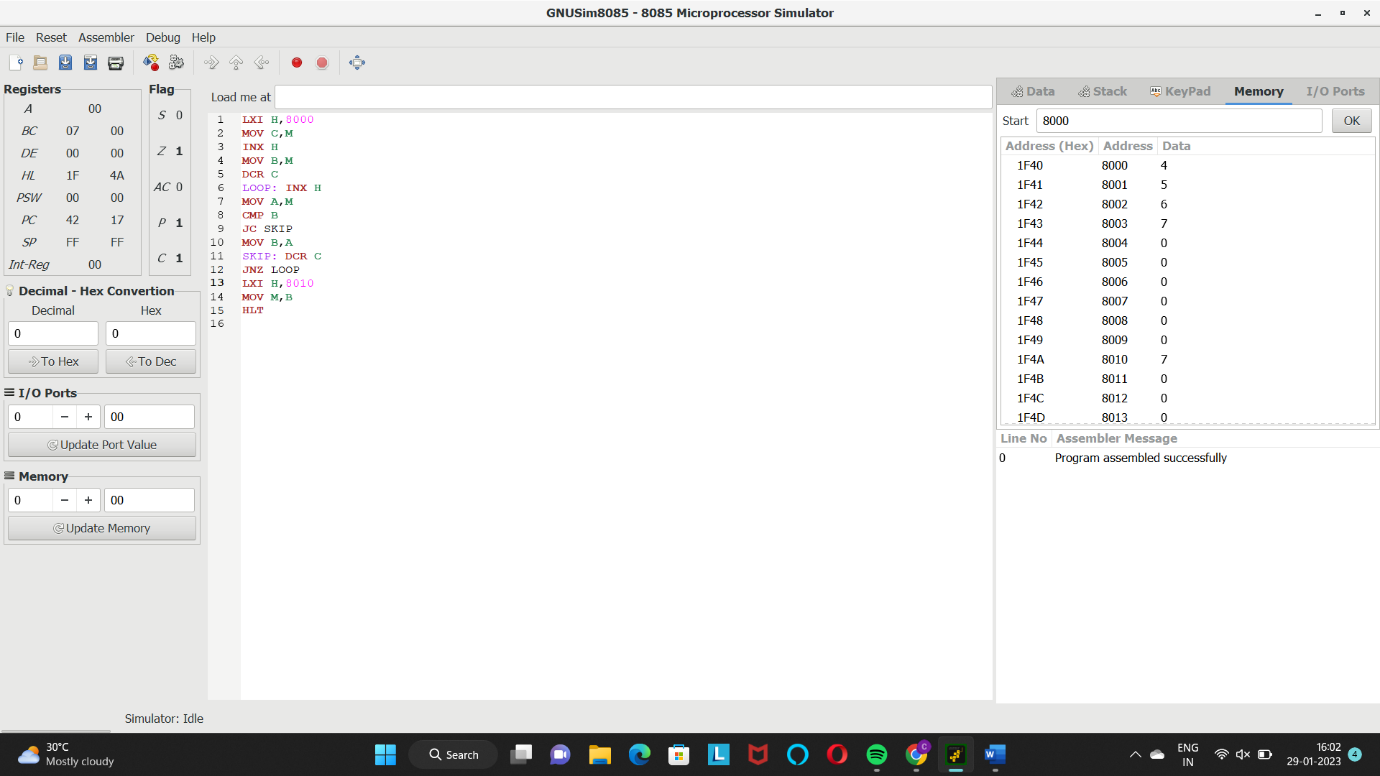 GNUSim8085 - 8085 Microprocessor Simulator
File Reset Assembler Debug Help
Registers
A 00
BC 07 00
DE 00 00
HL 1F 4A
PSW 00 00
PC 42 17
SP FF FF
Int-Reg 00
Flag
S 0
Z 1
AC 0
P 1
C 1
Decimal - Hex Convertion
Decimal Hex
0 0
To Hex To Dec
I/O Ports
0 − + 00
Update Port Value
Memory
0 − + 00
Update Memory
Load me at
1 LXI H,8000
2 MOV C,M
3 INX H
4 MOV B,M
5 DCR C
6 LOOP: INX H
7 MOV A,M
8 CMP B
9 JC SKIP
10 MOV B,A
11 SKIP: DCR C
12 JNZ LOOP
13 LXI H,8010
14 MOV M,B
15 HLT
16
Data Stack KeyPad Memory I/O Ports
Start 8000 OK
Address (Hex) Address Data
1F40 8000 4
1F41 8001 5
1F42 8002 6
1F43 8003 7
1F44 8004 0
1F45 8005 0
1F46 8006 0
1F47 8007 0
1F48 8008 0
1F49 8009 0
1F4A 8010 7
1F4B 8011 0
1F4C 8012 0
1F4D 8013 0
Line No Assembler Message
0 Program assembled successfully
Simulator: Idle
30°C
Mostly cloudy
Search
ENG
IN
16:02
29-01-2023
4